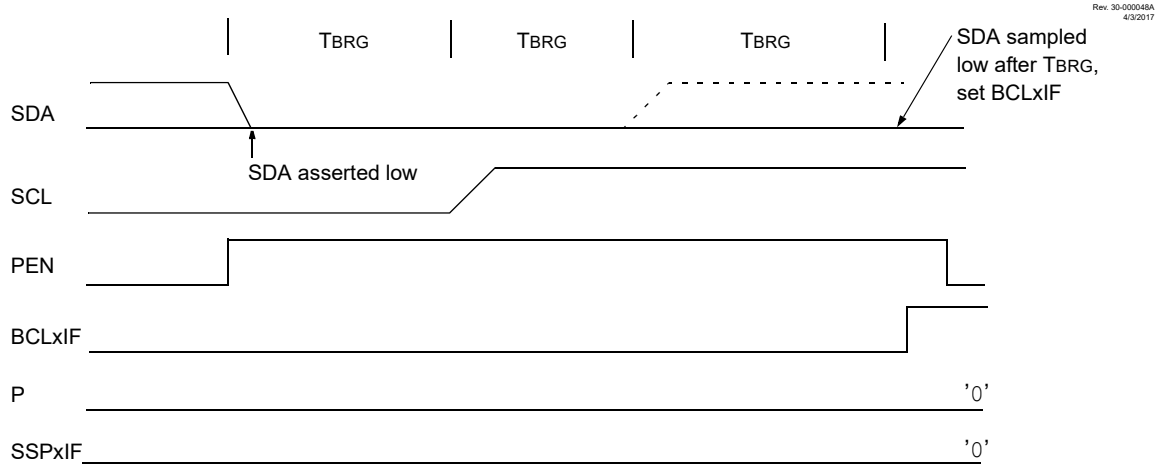 Rev. 30-000048A
4/3/2017
TBRG TBRG TBRG
SDA sampled
low after TBRG,
set BCLxIF
SDA
SDA asserted low
SCL
PEN
BCLxIF
P '0'
SSPxIF '0'